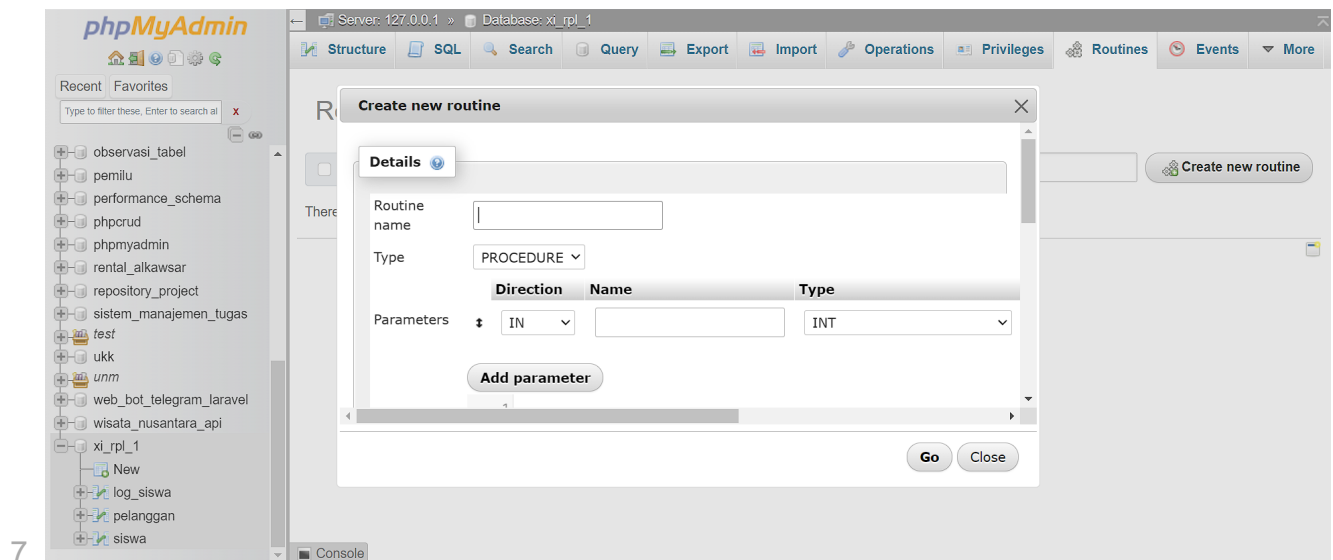 phpMyAdmin
Recent Favorites
Type to filter these, Enter to search al X
observasi_tabel
pemilu
performance_schema
phpcrud
phpmyadmin
rental_alkawsar
repository_project
sistem_manajemen_tugas
test
ukk
unm
web_bot_telegram_laravel
wisata_nusantara_api
xi_rpl_1
New
log_siswa
pelanggan
siswa
7
Server: 127.0.0.1 » Database: xi_rpl_1
Structure SQL Search Query Export Import Operations Privileges Routines Events More
Create new routine
Details
Create new routine
There
Routine
name
Type PROCEDURE
Direction Name Type
Parameters IN INT
Add parameter
Go Close
Console